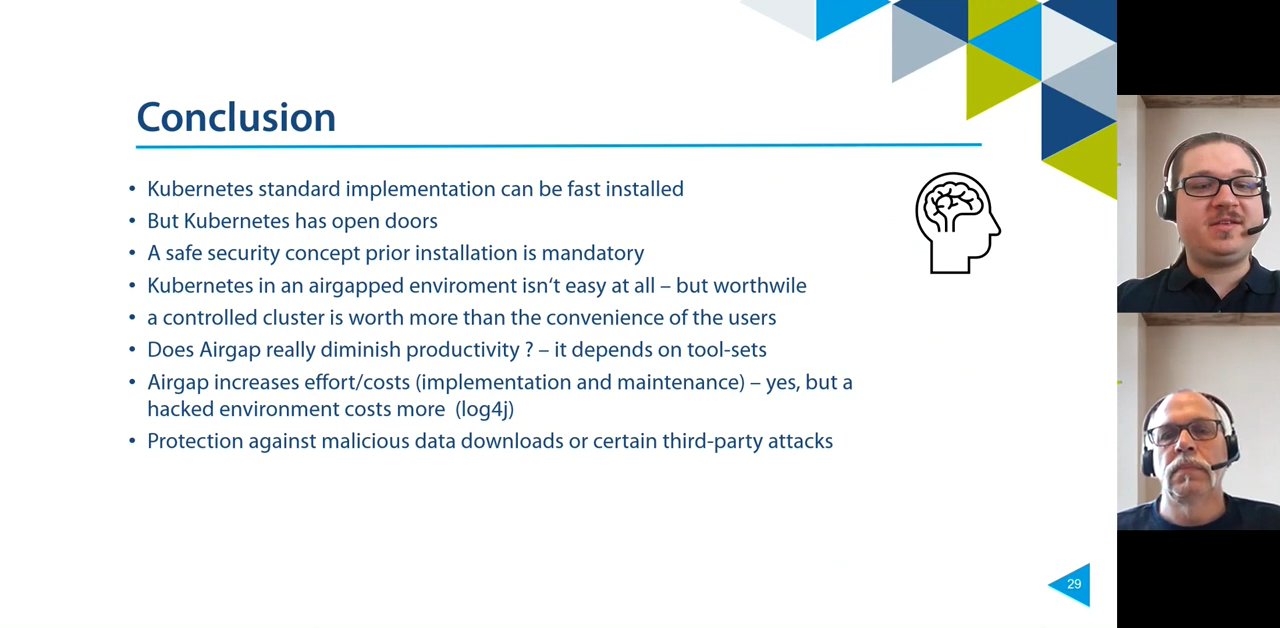 Conclusion
• Kubernetes standard implementation can be fast installed
• But Kubernetes has open doors
• A safe security concept prior installation is mandatory
• Kubernetes in an airgapped enviroment isn‘t easy at all – but worthwile
• a controlled cluster is worth more than the convenience of the users
• Does Airgap really diminish productivity ? – it depends on tool-sets
• Airgap increases effort/costs (implementation and maintenance) – yes, but a
hacked environment costs more  (log4j)
• Protection against malicious data downloads or certain third-party attacks
29